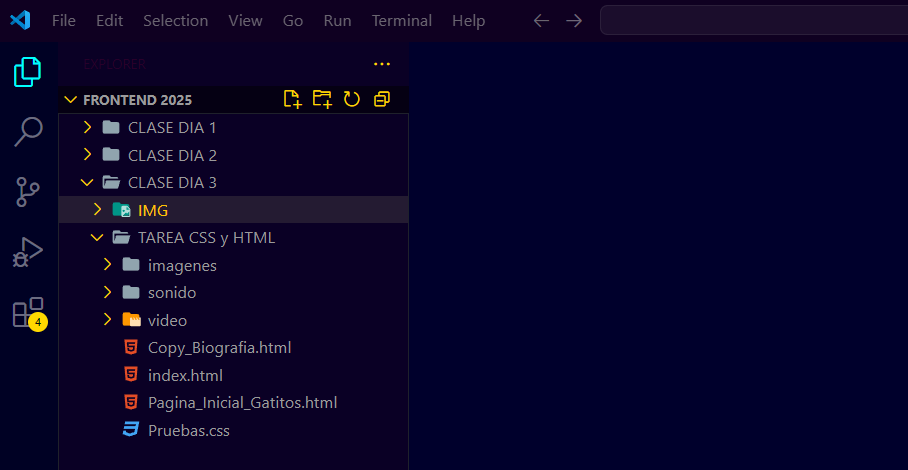 File Edit Selection View Go Run Terminal Help
EXPLORER
FRONTEND 2025
CLASE DIA 1
CLASE DIA 2
CLASE DIA 3
IMG
TAREA CSS y HTML
imagenes
sonido
4
video
Copy_Biografia.html
index.html
Pagina_Inicial_Gatitos.html
Pruebas.css